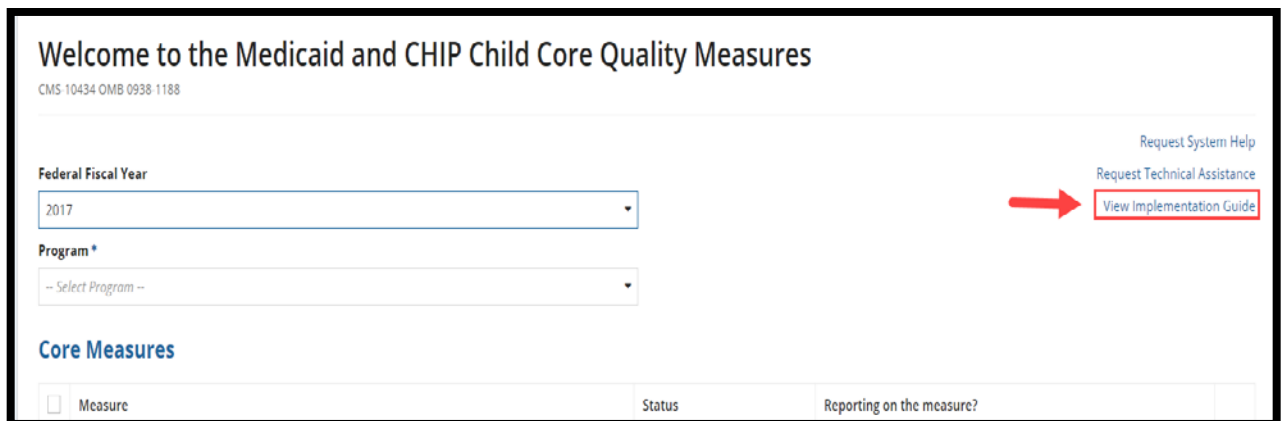 Welcome to the Medicaid and CHIP Child Core Quality Measures
CMS-10434 OMB 0938-1188
Request System Help
Federal Fiscal Year
Request Technical Assistance
2017
View Implementation Guide
Program *
-- Select Program --
Core Measures
Measure Status Reporting on the measure?